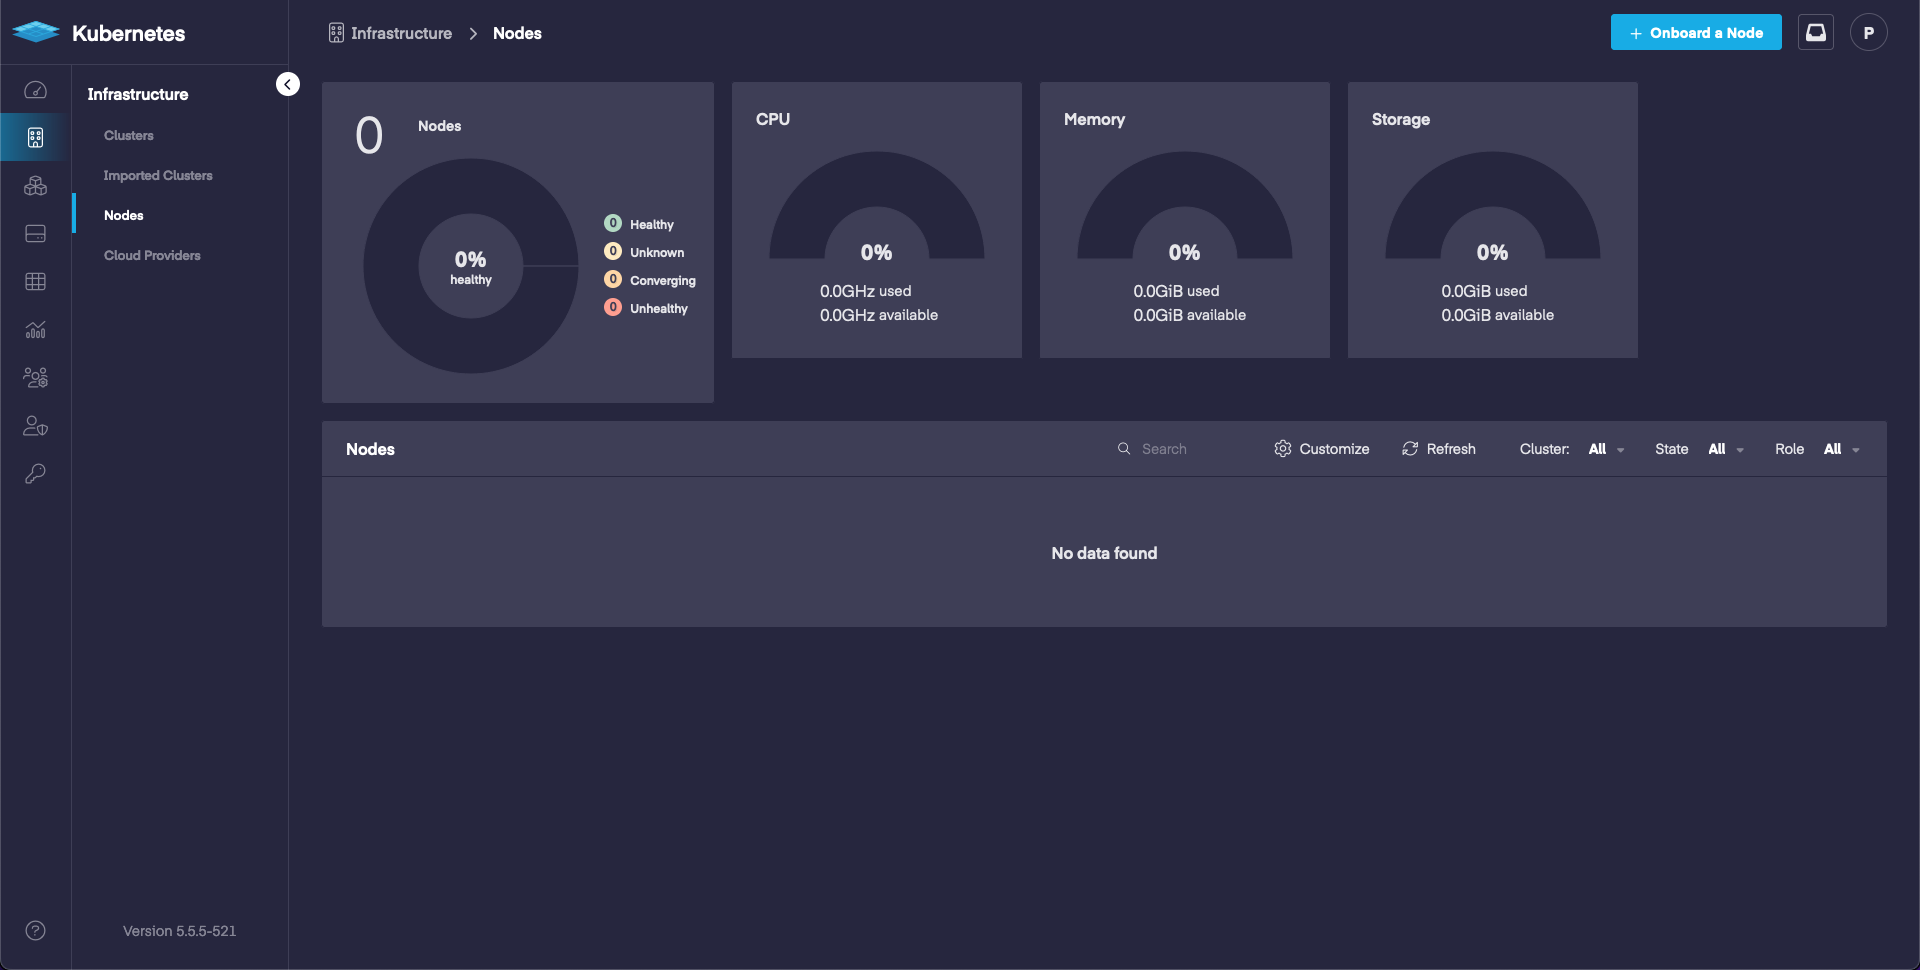 Kubernetes
Infrastructure
Clusters
Imported Clusters
Nodes
Cloud Providers
Version 5.5.5-521
Infrastructure > Nodes
+ Onboard a Node
P
0 Nodes
0% healthy
0 Healthy
0 Unknown
0 Converging
0 Unhealthy
CPU
0%
0.0GHz used
0.0GHz available
Memory
0%
0.0GiB used
0.0GiB available
Storage
0%
0.0GiB used
0.0GiB available
Nodes
Search
Customize
Refresh
Cluster: All
State All
Role All
No data found
?